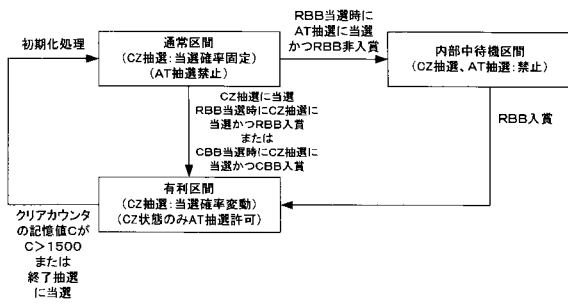 初期化処理
通常区間
(CZ抽選:当選確率固定)
(AT抽選禁止)
RBB当選時に
AT抽選に当選
かつRBB非入賞
内部中待機区間
(CZ抽選、AT抽選:禁止)
CZ抽選に当選
RBB当選時にCZ抽選に
当選かつRBB入賞
または
CBB当選時にCZ抽選に
当選かつCBB入賞
RBB入賞
有利区間
(CZ抽選:当選確率変動)
(CZ状態のみAT抽選許可)
クリアカウンタ
の記憶値Cが
C>1500
または
終了抽選
に当選